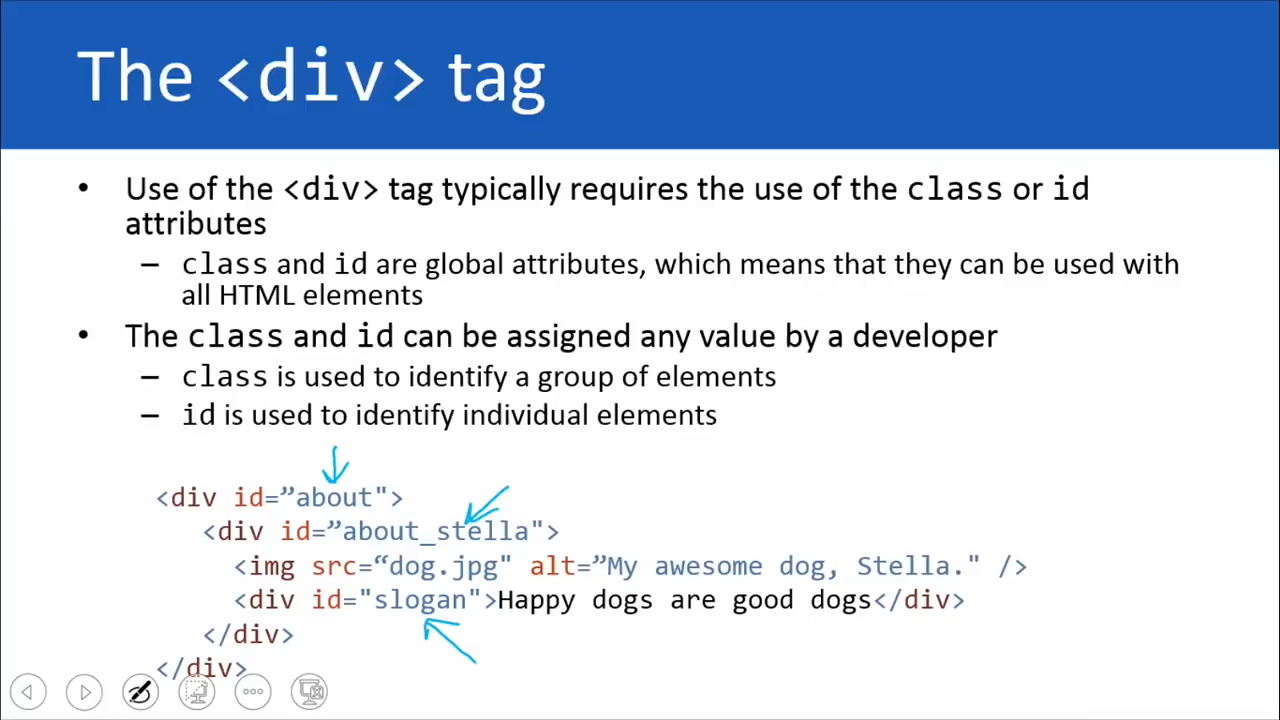 The <div> tag
• Use of the <div> tag typically requires the use of the class or id
attributes
– class and id are global attributes, which means that they can be used with
all HTML elements
• The class and id can be assigned any value by a developer
– class is used to identify a group of elements
– id is used to identify individual elements
<div id=”about">
<div id=”about_stella">
<img src=“dog.jpg" alt=”My awesome dog, Stella." />
<div id="slogan">Happy dogs are good dogs</div>
</div>
</div>